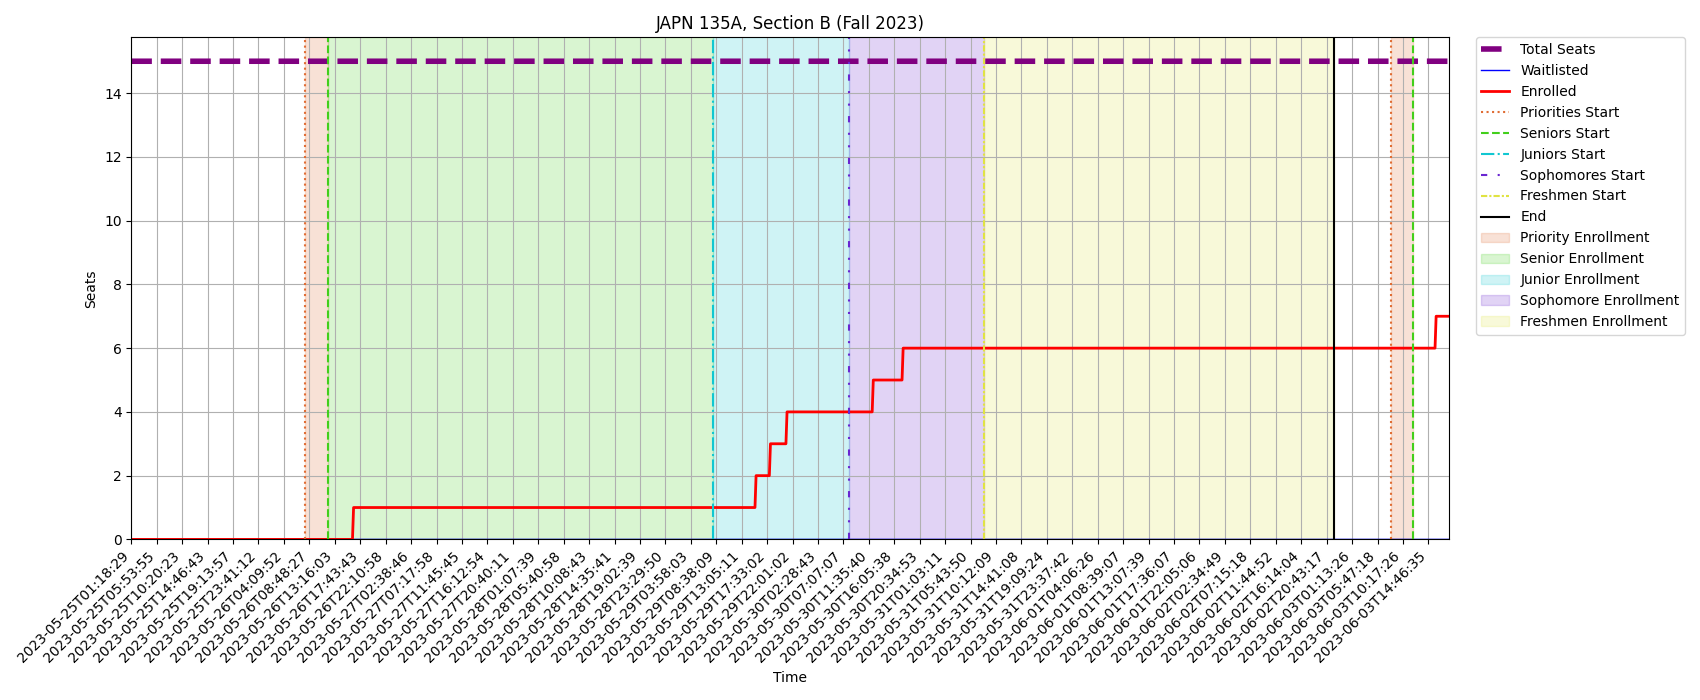 JAPN 135A, Section B (Fall 2023)
Seats
14
12
10
8
6
4
2
0
2023-05-25T01:18:29
2023-05-25T05:53:55
2023-05-25T10:20:23
2023-05-25T14:46:43
2023-05-25T19:13:57
2023-05-25T23:41:12
2023-05-26T04:09:52
2023-05-26T08:48:27
2023-05-26T13:16:03
2023-05-26T17:43:43
2023-05-26T22:10:58
2023-05-27T02:38:46
2023-05-27T07:17:58
2023-05-27T11:45:45
2023-05-27T16:12:54
2023-05-27T20:40:11
2023-05-28T01:07:39
2023-05-28T05:40:58
2023-05-28T10:08:43
2023-05-28T14:35:41
2023-05-28T19:02:39
2023-05-28T23:29:50
2023-05-29T03:58:03
2023-05-29T08:38:09
2023-05-29T13:05:11
2023-05-29T17:33:02
2023-05-29T22:01:02
2023-05-30T02:28:43
2023-05-30T07:07:07
2023-05-30T11:35:40
2023-05-30T16:05:38
2023-05-30T20:34:53
2023-05-31T01:03:11
2023-05-31T05:43:50
2023-05-31T10:12:09
2023-05-31T14:41:08
2023-05-31T19:09:24
2023-05-31T23:37:42
2023-06-01T04:06:26
2023-06-01T08:39:07
2023-06-01T13:07:39
2023-06-01T17:36:07
2023-06-01T22:05:06
2023-06-02T02:34:49
2023-06-02T07:15:18
2023-06-02T11:44:52
2023-06-02T16:14:04
2023-06-02T20:43:17
2023-06-03T01:13:26
2023-06-03T05:47:18
2023-06-03T10:17:26
2023-06-03T14:46:35
Time
Total Seats
Waitlisted
Enrolled
Priorities Start
Seniors Start
Juniors Start
Sophomores Start
Freshmen Start
End
Priority Enrollment
Senior Enrollment
Junior Enrollment
Sophomore Enrollment
Freshmen Enrollment